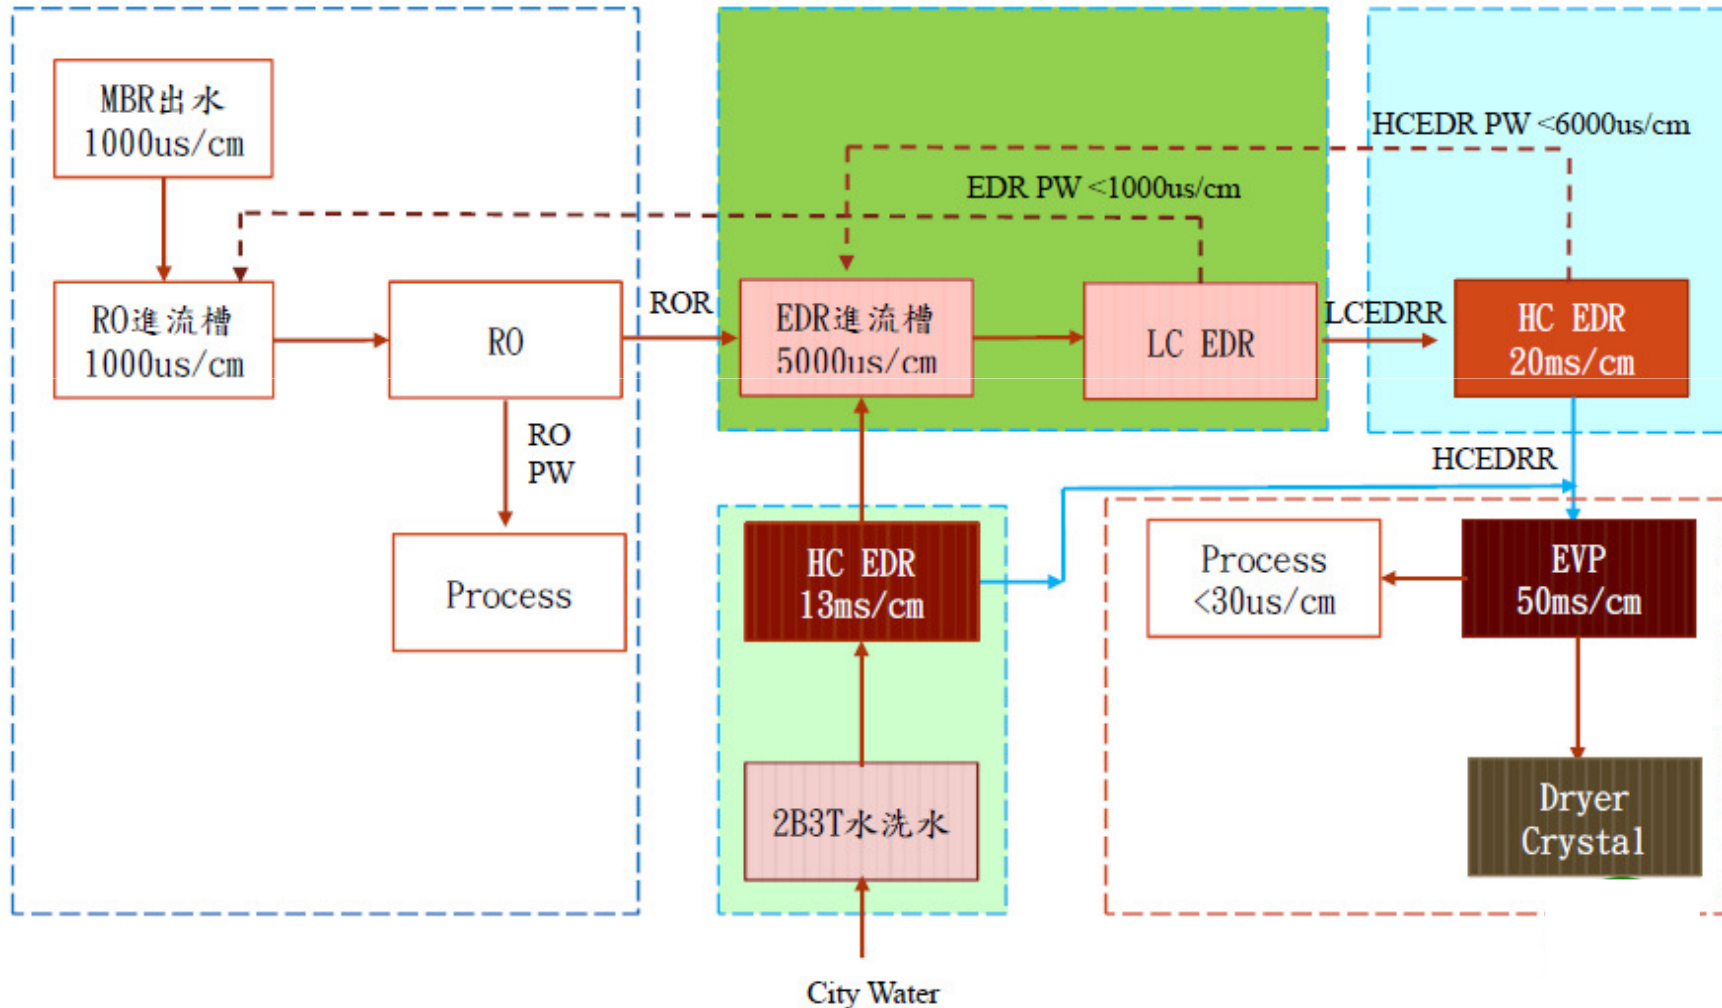 MBR出水
1000us/cm
HCEDR PW <6000us/cm
EDR PW <1000us/cm
RO進流槽
1000us/cm
RO
ROR
EDR進流槽
5000us/cm
LC EDR
LCEDRR
HC EDR
20ms/cm
RO
PW
HCEDRR
Process
HC EDR
13ms/cm
Process
<30us/cm
EVP
50ms/cm
2B3T水洗水
Dryer
Crystal
City Water